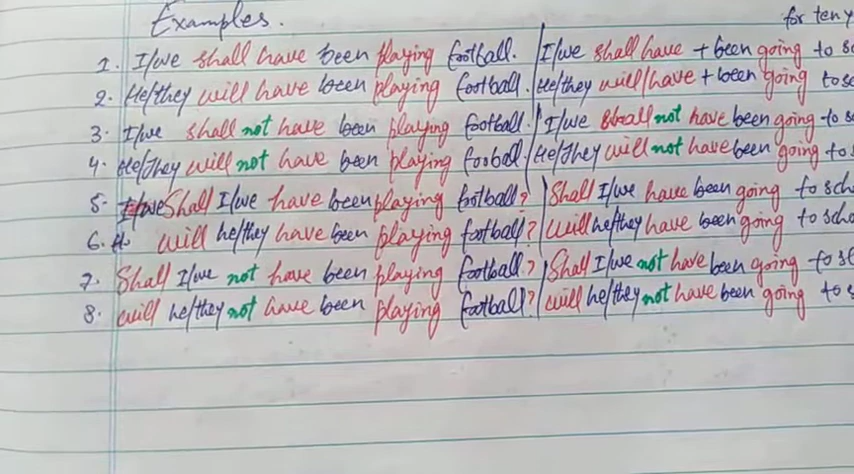 Examples.
for ten y
1. I/we shall have been playing football. I/we shall have + been going to sc
2. He/they will have been playing football. He/they will/have + been going to sc
3. I/we shall not have been playing football. I/we shall not have been going to s
4. He/They will not have been playing fooball. He/They will not have been going to s
5. I/we Shall I/we have been playing football? Shall I/we have been going to sch
6. H will he/they have been playing football? will he/they have been going to scho
7. Shall I/we not have been playing football? Shall I/we not have been going to sc
8. will he/they not have been playing football? will he/they not have been going to s